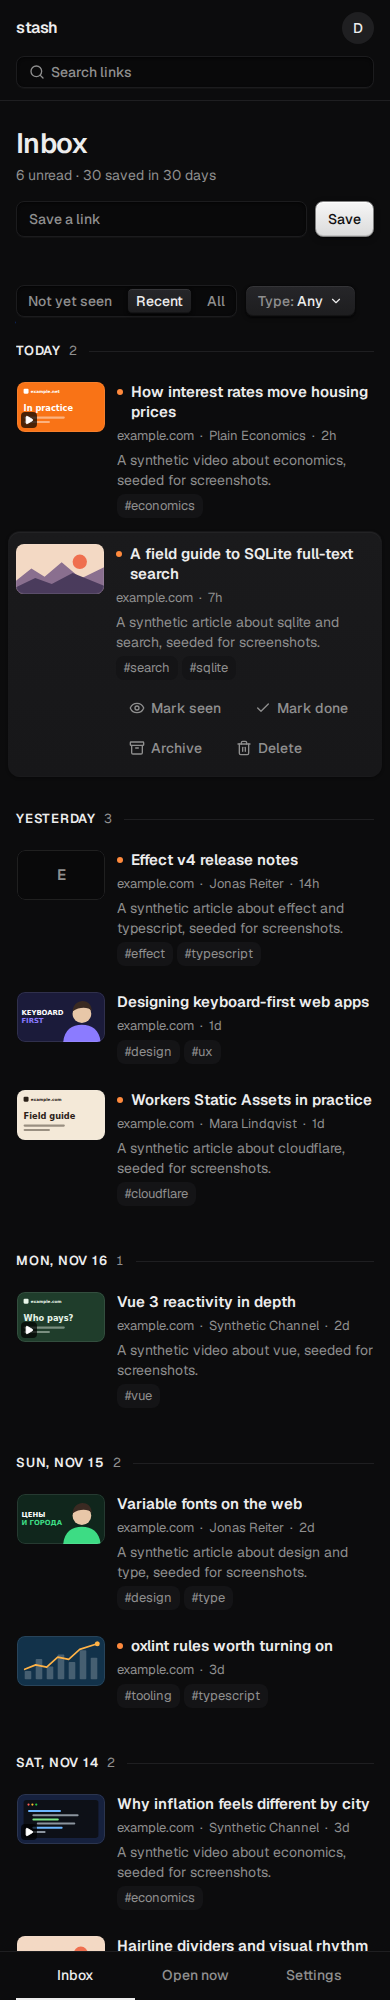 stash
D
Search links
Inbox
6 unread · 30 saved in 30 days
Save a link
Save
Not yet seen
Recent
All
Type: Any
TODAY 2
example.net
In practice
How interest rates move housing
prices
example.com · Plain Economics · 2h
A synthetic video about economics,
seeded for screenshots.
#economics
A field guide to SQLite full-text
search
example.com · 7h
A synthetic article about sqlite and
search, seeded for screenshots.
#search #sqlite
Mark seen
Mark done
Archive
Delete
YESTERDAY 3
E
Effect v4 release notes
example.com · Jonas Reiter · 14h
A synthetic article about effect and
typescript, seeded for screenshots.
#effect #typescript
KEYBOARD
FIRST
Designing keyboard-first web apps
example.com · 1d
#design #ux
example.com
Field guide
Workers Static Assets in practice
example.com · Mara Lindqvist · 1d
A synthetic article about cloudflare,
seeded for screenshots.
#cloudflare
MON, NOV 16 1
example.com
Who pays?
Vue 3 reactivity in depth
example.com · Synthetic Channel · 2d
A synthetic video about vue, seeded for
screenshots.
#vue
SUN, NOV 15 2
ЦЕНЫ
И ГОРОДА
Variable fonts on the web
example.com · Jonas Reiter · 2d
A synthetic article about design and
type, seeded for screenshots.
#design #type
oxlint rules worth turning on
example.com · 3d
#tooling #typescript
SAT, NOV 14 2
Why inflation feels different by city
example.com · Synthetic Channel · 3d
A synthetic video about economics,
seeded for screenshots.
#economics
Hairline dividers and visual rhythm
Inbox
Open now
Settings